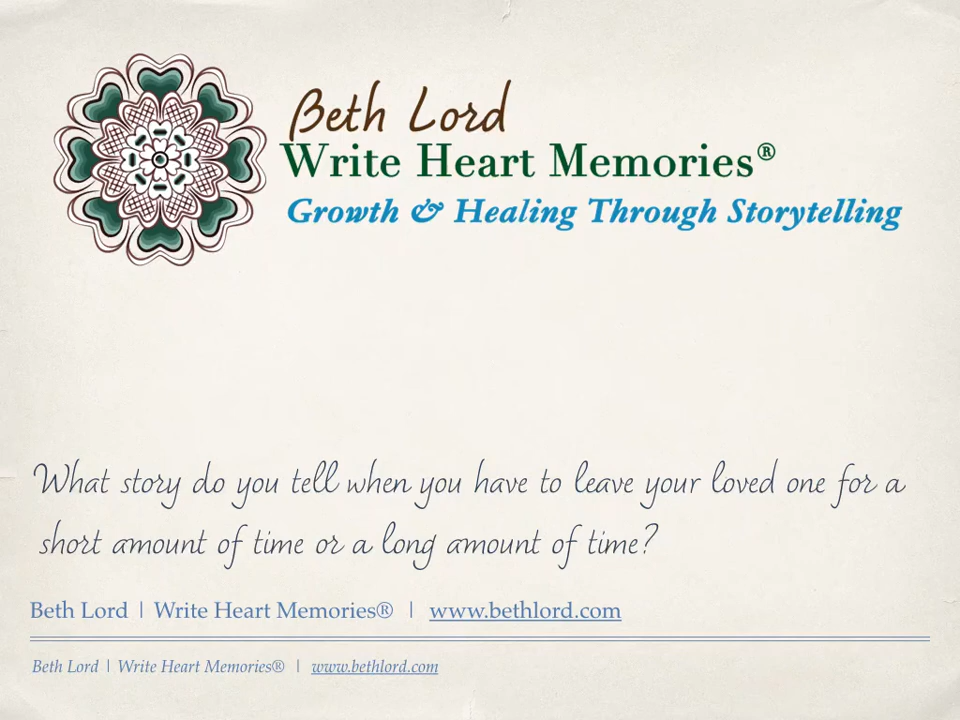 Beth Lord
Write Heart Memories®
Growth & Healing Through Storytelling
What story do you tell when you have to leave your loved one for a
short amount of time or a long amount of time?
Beth Lord | Write Heart Memories® | www.bethlord.com
Beth Lord | Write Heart Memories® | www.bethlord.com